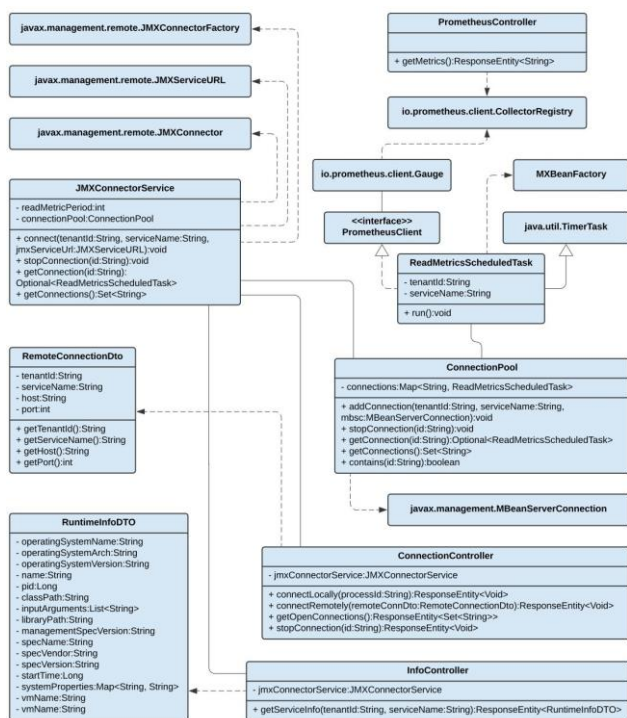 javax.management.remote.JMXConnectorFactory
javax.management.remote.JMXServiceURL
javax.management.remote.JMXConnector
JMXConnectorService
- readMetricPeriod:int
- connectionPool:ConnectionPool
+ connect(tenantId:String, serviceName:String,
jmxServiceUrl:JMXServiceURL):void
+ stopConnection(id:String):void
+ getConnection(id:String):
Optional<ReadMetricsScheduledTask>
+ getConnections():Set<String>
PrometheusController
+ getMetrics():ResponseEntity<String>
io.prometheus.client.CollectorRegistry
io.prometheus.client.Gauge
MXBeanFactory
<<interface>>
PrometheusClient
java.util.TimerTask
ReadMetricsScheduledTask
- tenantId:String
- serviceName:String
+ run():void
RemoteConnectionDto
- tenantId:String
- serviceName:String
- host:String
- port:int
+ getTenantId():String
+ getServiceName():String
+ getHost():String
+ getPort():int
ConnectionPool
- connections:Map<String, ReadMetricsScheduledTask>
+ addConnection(tenantId:String, serviceName:String,
mbsc:MBeanServerConnection):void
+ stopConnection(id:String):void
+ getConnection(id:String):Optional<ReadMetricsScheduledTask>
+ getConnections():Set<String>
+ contains(id:String):boolean
javax.management.MBeanServerConnection
RuntimeInfoDTO
- operatingSystemName:String
- operatingSystemArch:String
- operatingSystemVersion:String
- name:String
- pid:Long
- classPath:String
- inputArguments:List<String>
- libraryPath:String
- managementSpecVersion:String
- specName:String
- specVendor:String
- specVersion:String
- startTime:Long
- systemProperties:Map<String, String>
- vmName:String
- vmName:String
ConnectionController
- jmxConnectorService:JMXConnectorService
+ connectLocally(processId:String):ResponseEntity<Void>
+ connectRemotely(remoteConnDto:RemoteConnectionDto):ResponseEntity<Void>
+ getOpenConnections():ResponseEntity<Set<String>>
+ stopConnection(id:String):ResponseEntity<Void>
InfoController
- jmxConnectorService:JMXConnectorService
+ getServiceInfo(tenantId:String, serviceName:String):ResponseEntity<RuntimeInfoDTO>